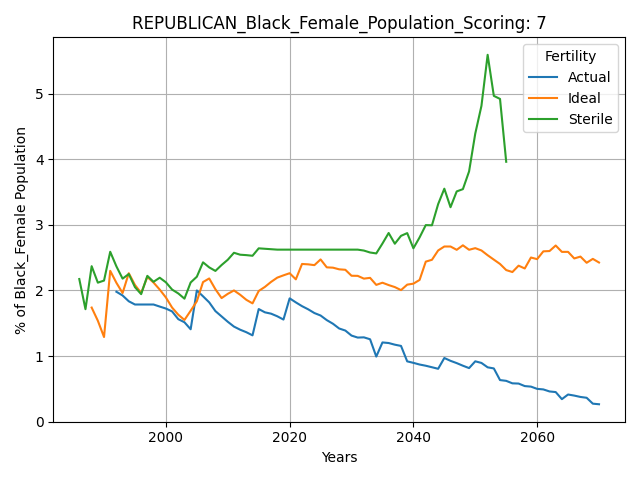 REPUBLICAN_Black_Female_Population_Scoring: 7
% of Black_Female Population
5
4
3
2
1
0
Fertility
Actual
Ideal
Sterile
2000
2020
2040
2060
Years